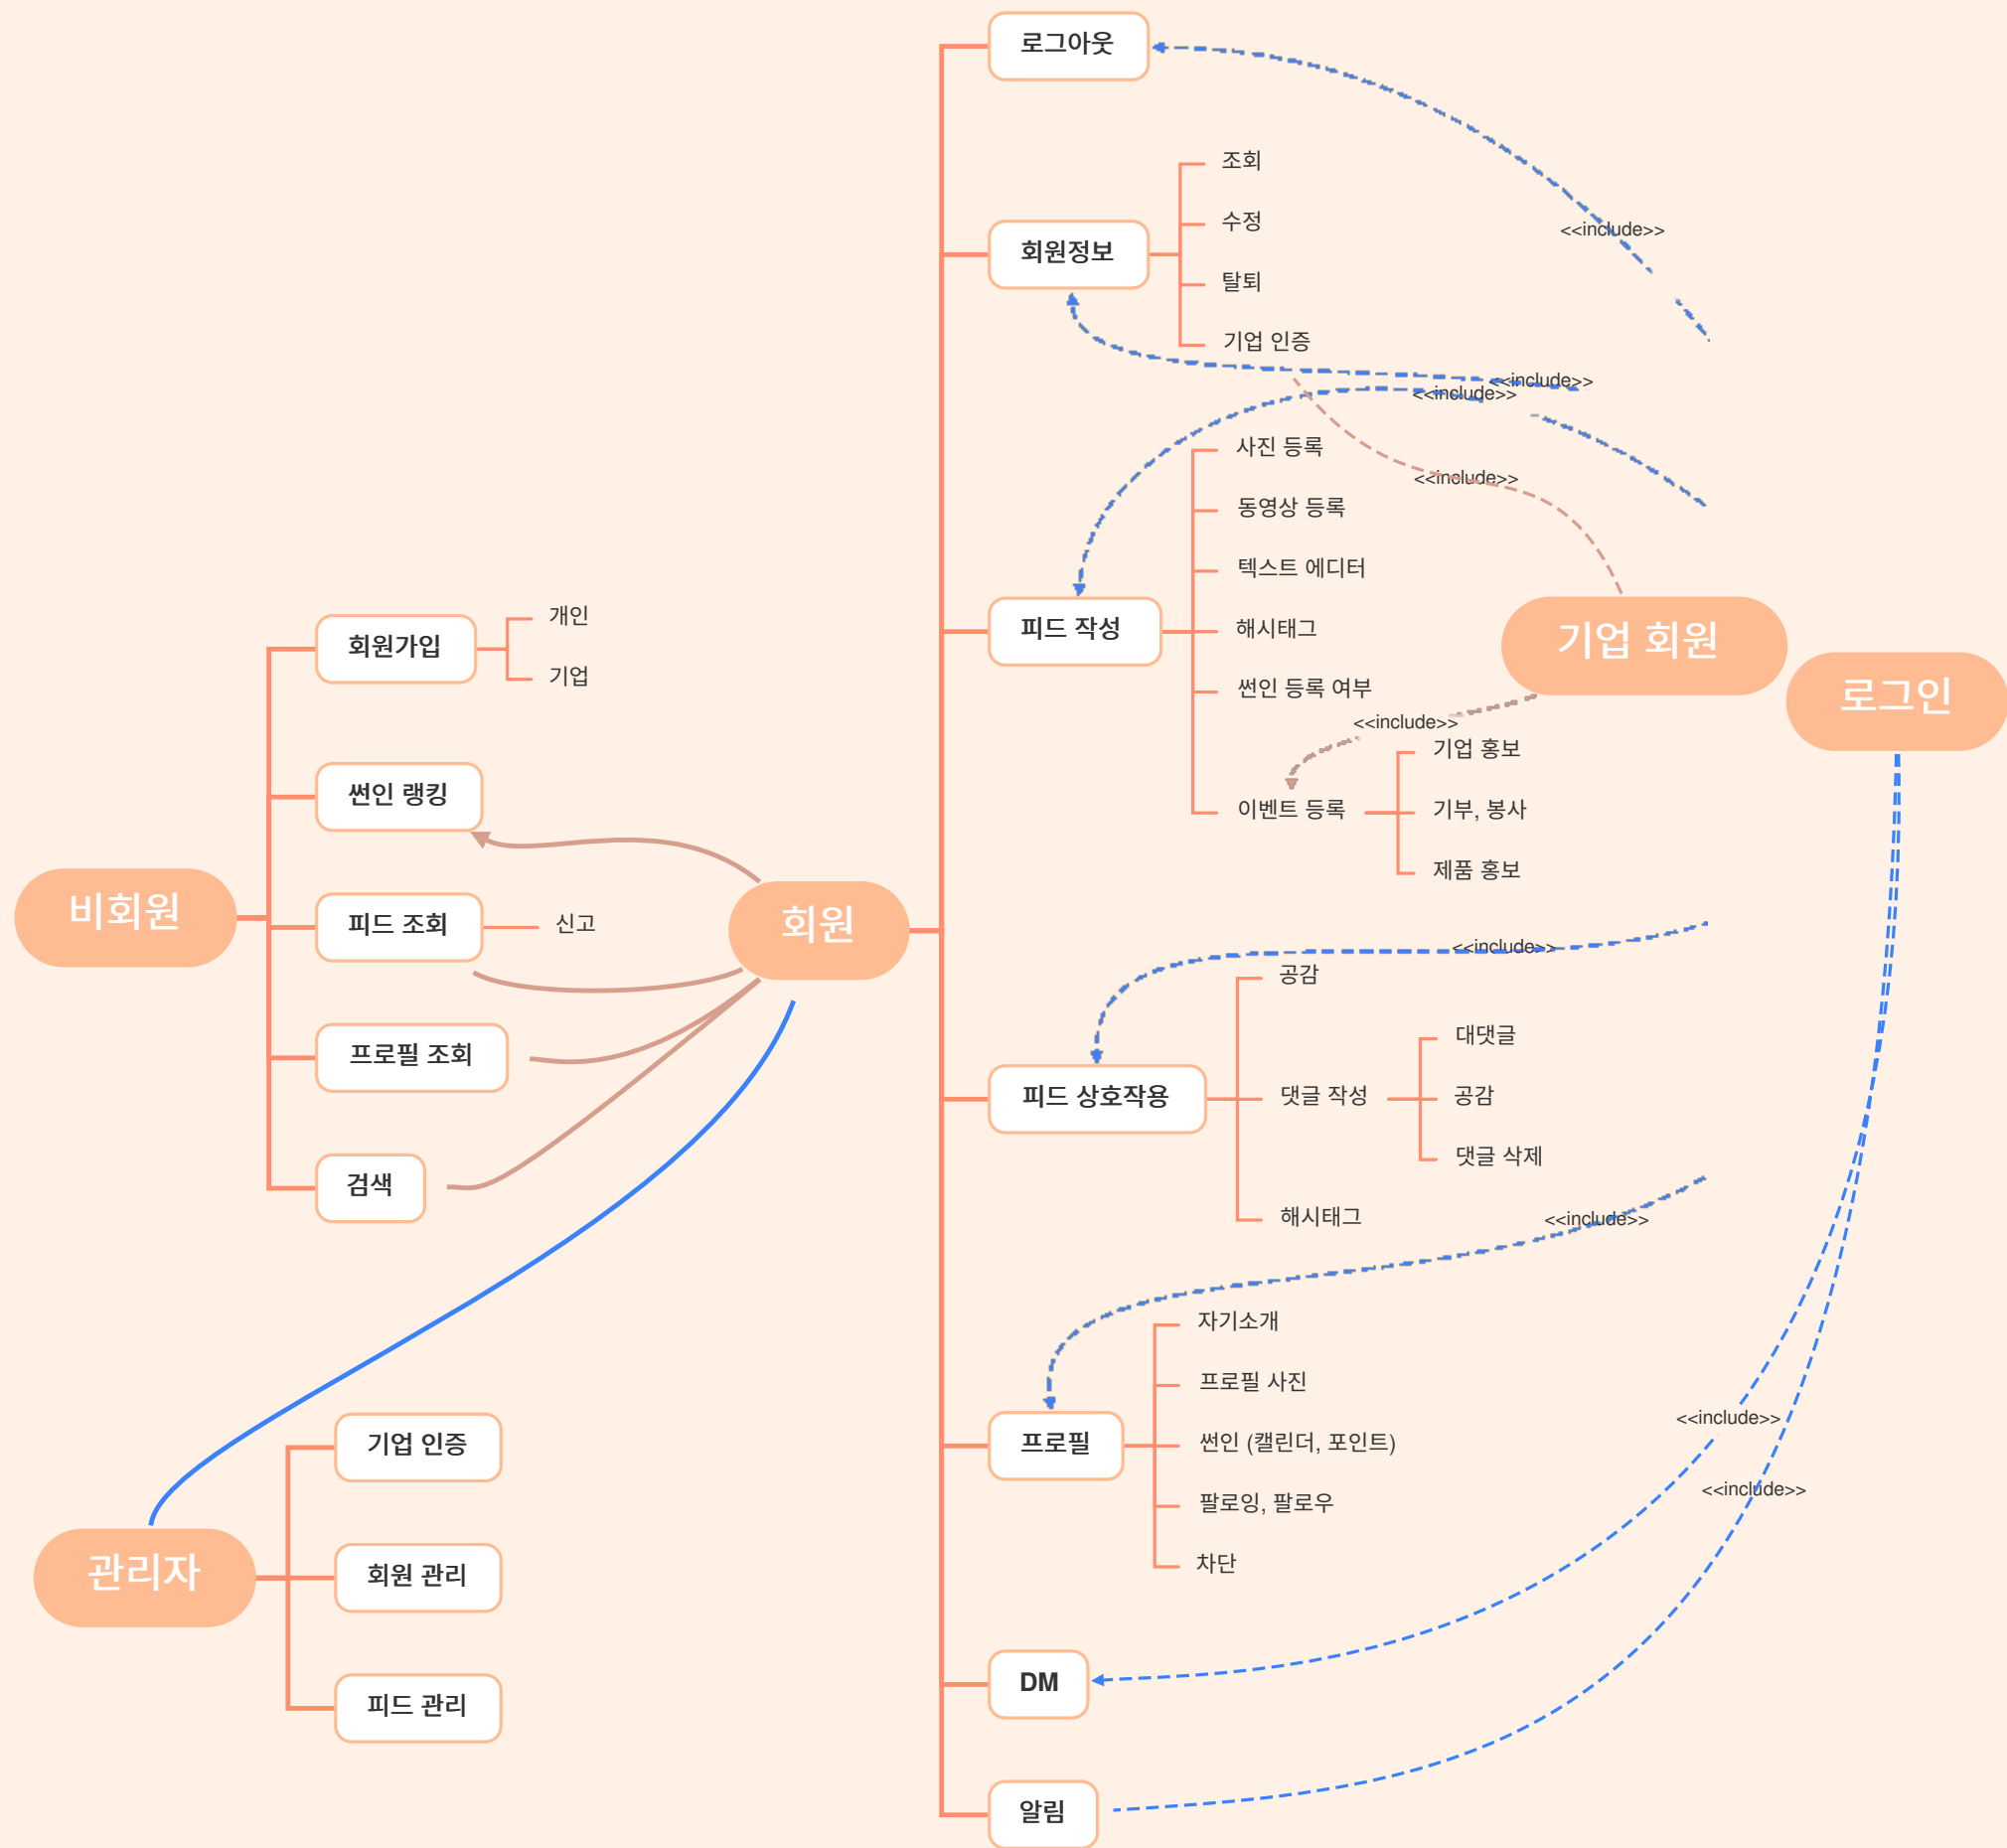 비회원
회원가입
개인
기업
썬인 랭킹
피드 조회
신고
프로필 조회
검색
관리자
기업 인증
회원 관리
피드 관리
회원
로그아웃
<<include>>
회원정보
조회
수정
탈퇴
기업 인증
<<include>>
<<include>>
<<include>>
피드 작성
사진 등록
동영상 등록
텍스트 에디터
해시태그
썬인 등록 여부
<<include>>
이벤트 등록
기업 홍보
기부, 봉사
제품 홍보
기업 회원
로그인
<<include>>
피드 상호작용
공감
댓글 작성
대댓글
공감
댓글 삭제
해시태그
<<include>>
프로필
자기소개
프로필 사진
썬인 (캘린더, 포인트)
팔로잉, 팔로우
차단
<<include>>
<<include>>
DM
알림